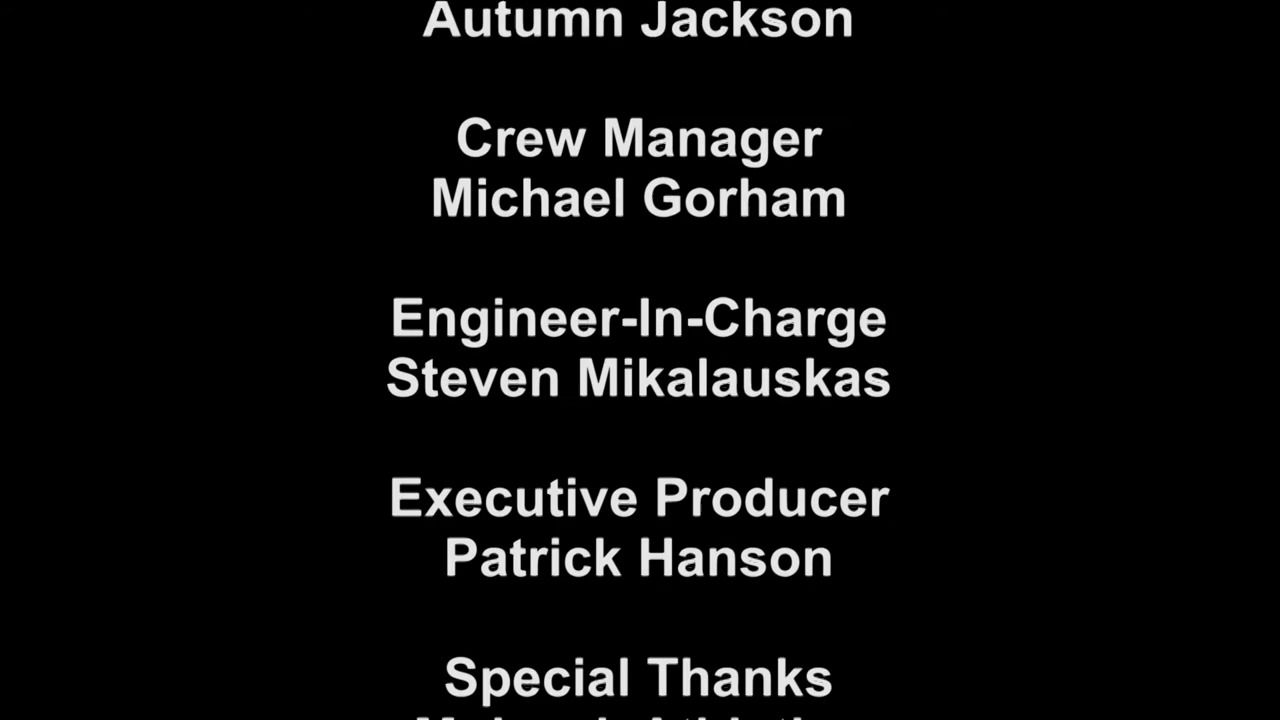 Autumn Jackson
Crew Manager
Michael Gorham
Engineer-In-Charge
Steven Mikalauskas
Executive Producer
Patrick Hanson
Special Thanks